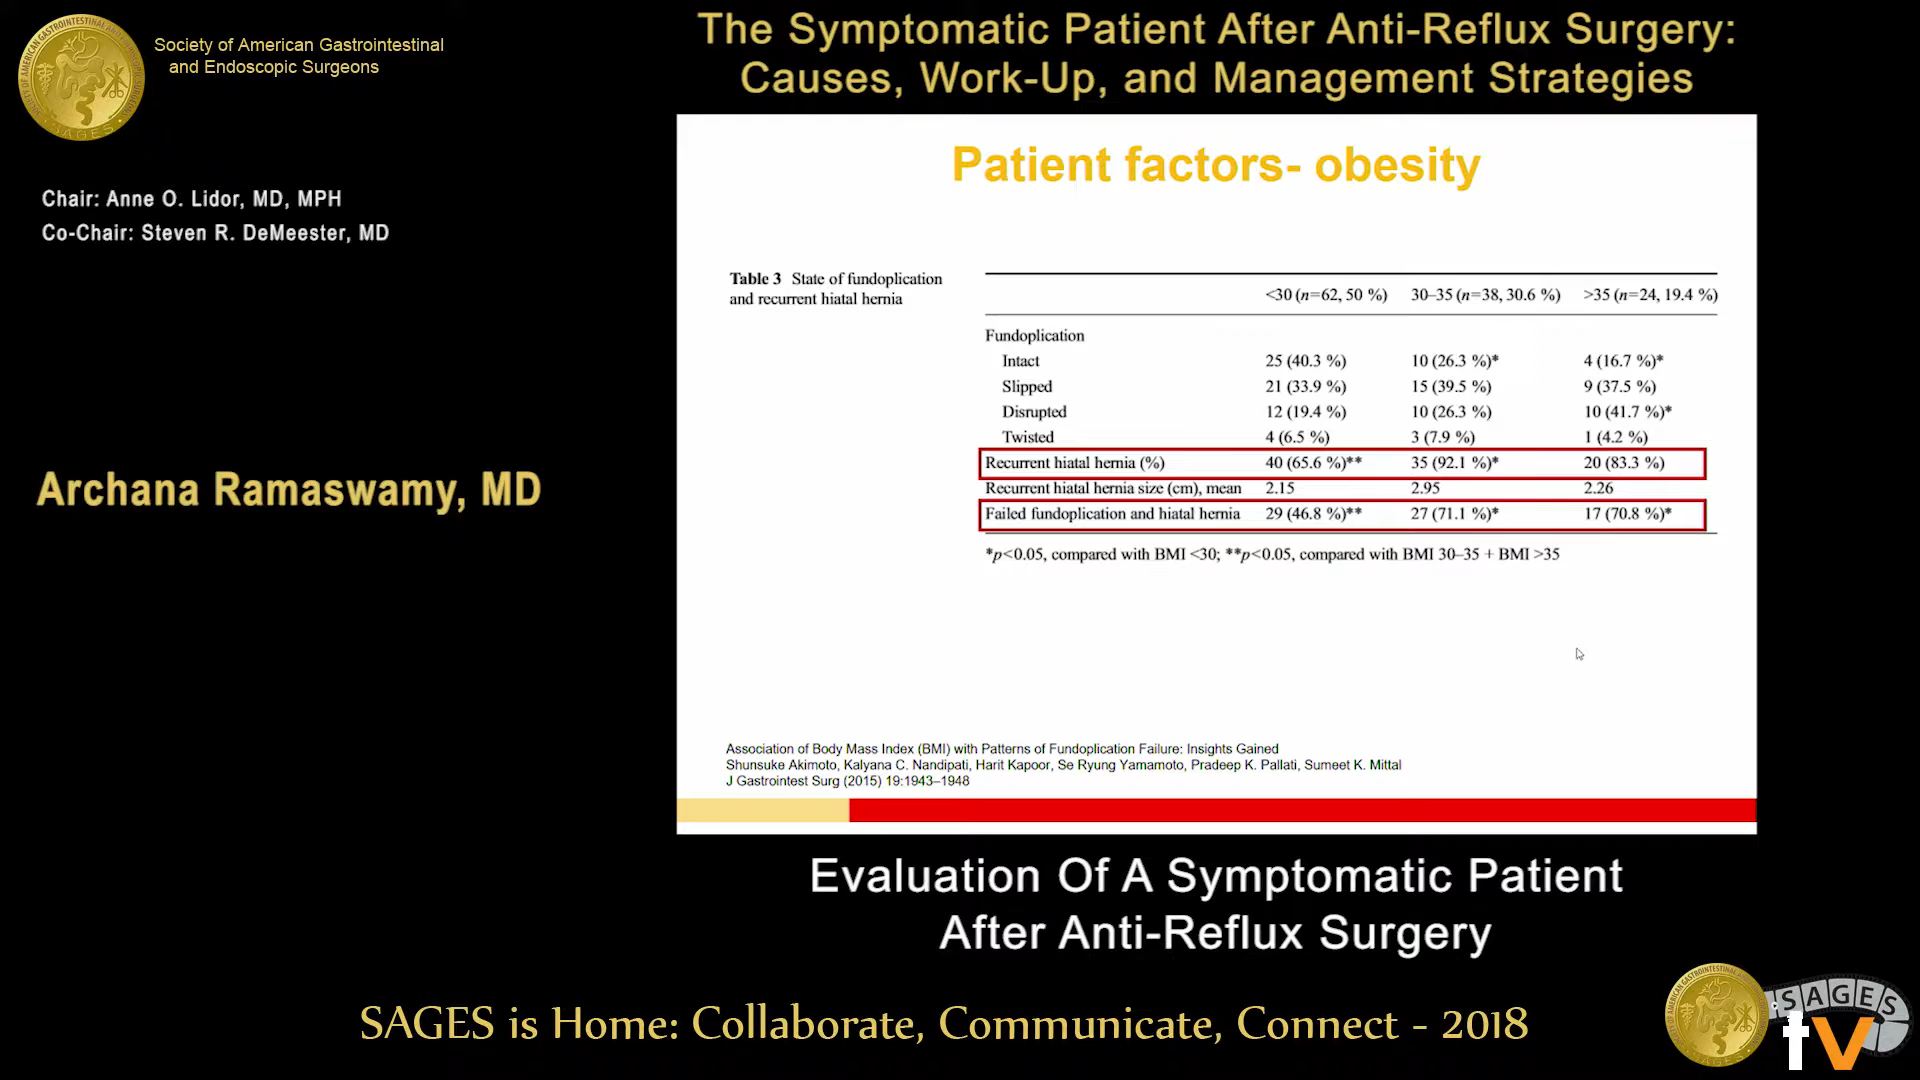 Society of American Gastrointestinal
and Endoscopic Surgeons
The Symptomatic Patient After Anti-Reflux Surgery:
Causes, Work-Up, and Management Strategies
Chair: Anne O. Lidor, MD, MPH
Co-Chair: Steven R. DeMeester, MD
Archana Ramaswamy, MD
Patient factors- obesity
Table 3 State of fundoplication
and recurrent hiatal hernia
<30 (n=62, 50 %) 30–35 (n=38, 30.6 %) >35 (n=24, 19.4 %)
Fundoplication
Intact 25 (40.3 %) 10 (26.3 %)* 4 (16.7 %)*
Slipped 21 (33.9 %) 15 (39.5 %) 9 (37.5 %)
Disrupted 12 (19.4 %) 10 (26.3 %) 10 (41.7 %)*
Twisted 4 (6.5 %) 3 (7.9 %) 1 (4.2 %)
Recurrent hiatal hernia (%) 40 (65.6 %)** 35 (92.1 %)* 20 (83.3 %)
Recurrent hiatal hernia size (cm), mean 2.15 2.95 2.26
Failed fundoplication and hiatal hernia 29 (46.8 %)** 27 (71.1 %)* 17 (70.8 %)*
*p<0.05, compared with BMI <30; **p<0.05, compared with BMI 30–35 + BMI >35
Association of Body Mass Index (BMI) with Patterns of Fundoplication Failure: Insights Gained
Shunsuke Akimoto, Kalyana C. Nandipati, Harit Kapoor, Se Ryung Yamamoto, Pradeep K. Pallati, Sumeet K. Mittal
J Gastrointest Surg (2015) 19:1943–1948
Evaluation Of A Symptomatic Patient
After Anti-Reflux Surgery
SAGES is Home: Collaborate, Communicate, Connect - 2018
SAGES
tv